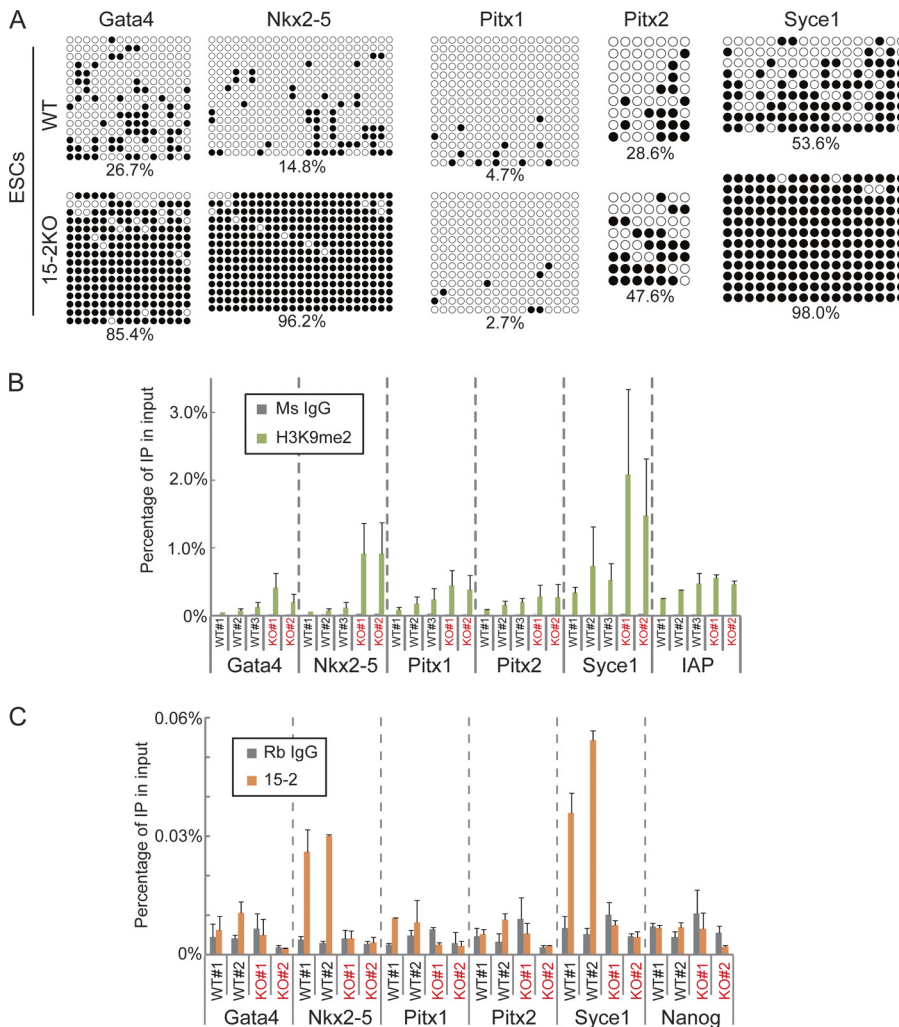 A
Gata4 Nkx2-5 Pitx1 Pitx2 Syce1
ESCs
WT
26.7% 14.8% 4.7% 28.6% 53.6%
15-2KO
85.4% 96.2% 2.7% 47.6% 98.0%
B
Percentage of IP in input
3.0%
2.0%
1.0%
0%
Ms IgG
H3K9me2
WT#1 WT#2 WT#3 KO#1 KO#2 WT#1 WT#2 WT#3 KO#1 KO#2 WT#1 WT#2 WT#3 KO#1 KO#2 WT#1 WT#2 WT#3 KO#1 KO#2 WT#1 WT#2 WT#3 KO#1 KO#2 WT#1 WT#2 WT#3 KO#1 KO#2
Gata4 Nkx2-5 Pitx1 Pitx2 Syce1 IAP
C
Percentage of IP in input
0.06%
0.03%
0%
Rb IgG
15-2
WT#1 WT#2 KO#1 KO#2 WT#1 WT#2 KO#1 KO#2 WT#1 WT#2 KO#1 KO#2 WT#1 WT#2 KO#1 KO#2 WT#1 WT#2 KO#1 KO#2 WT#1 WT#2 KO#1 KO#2
Gata4 Nkx2-5 Pitx1 Pitx2 Syce1 Nanog